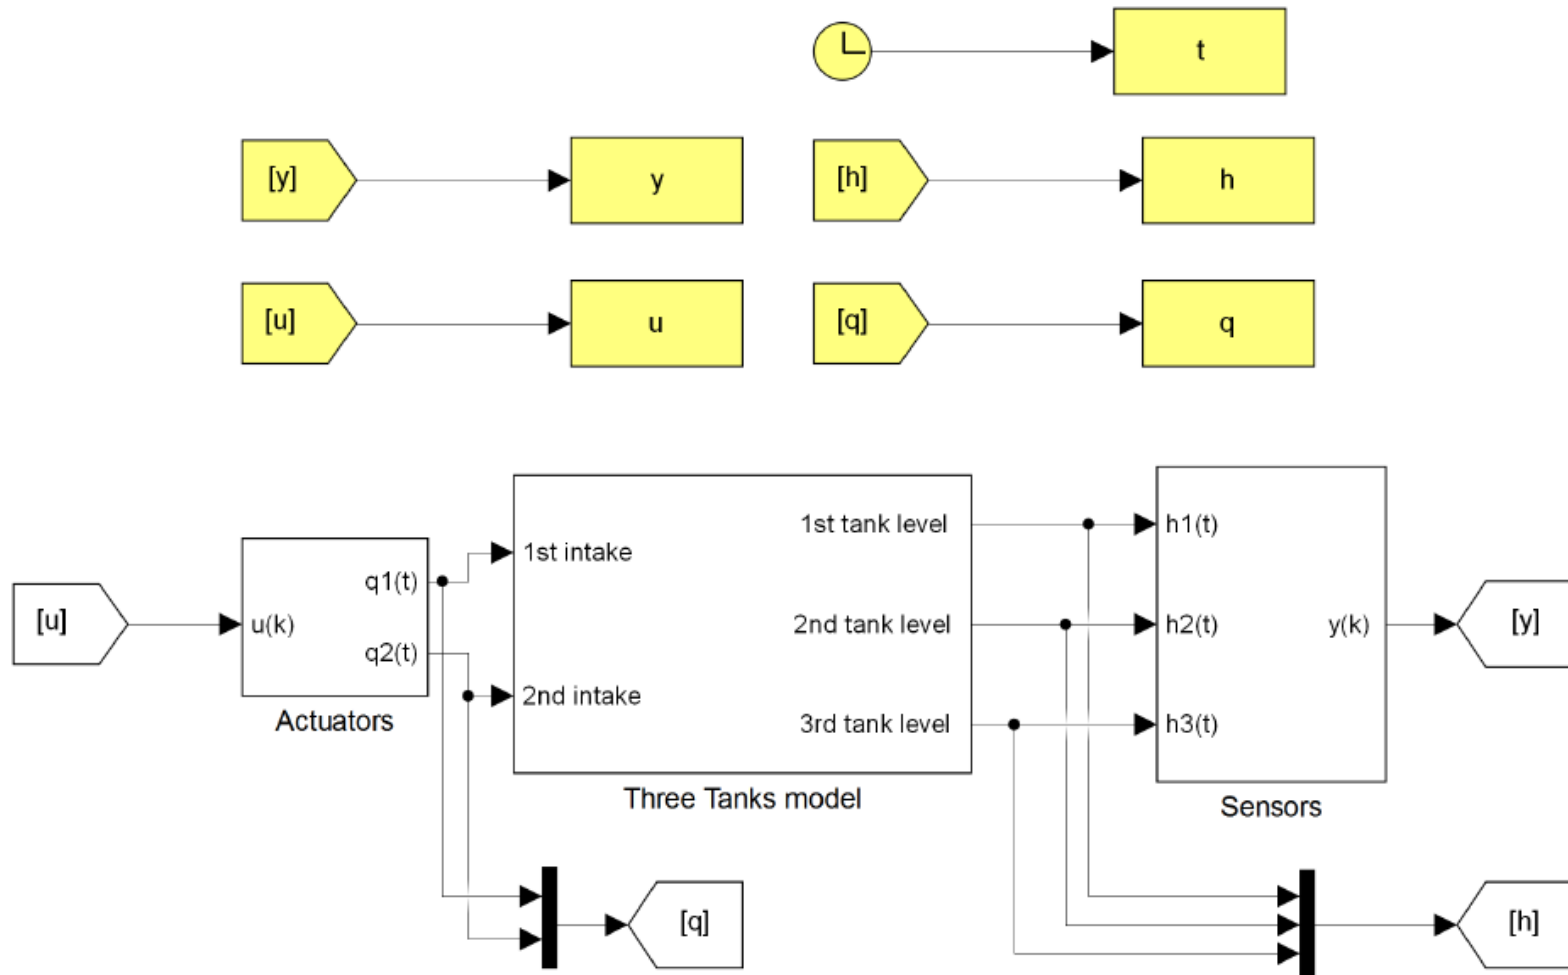 t
[y]
y
[h]
h
[u]
u
[q]
q
1st tank level
h1(t)
1st intake
q1(t)
[u]
u(k)
2nd tank level
h2(t)
y(k)
[y]
q2(t)
2nd intake
3rd tank level
h3(t)
Actuators
Three Tanks model
Sensors
[q]
[h]